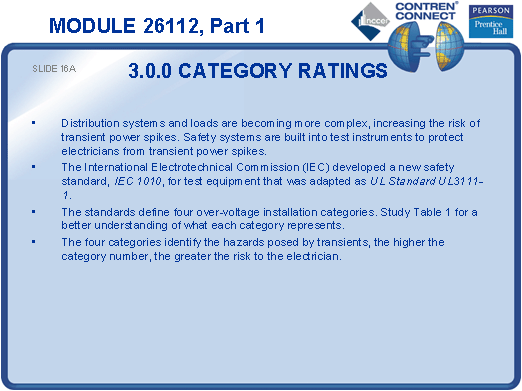 MODULE 26112, Part 1
nccer
CONTREN®
CONNECT
PEARSON
Prentice
Hall
SLIDE 16A
3.0.0 CATEGORY RATINGS
• Distribution systems and loads are becoming more complex, increasing the risk of
transient power spikes. Safety systems are built into test instruments to protect
electricians from transient power spikes.
• The International Electrotechnical Commission (IEC) developed a new safety
standard, IEC 1010, for test equipment that was adapted as UL Standard UL3111-
1.
• The standards define four over-voltage installation categories. Study Table 1 for a
better understanding of what each category represents.
• The four categories identify the hazards posed by transients, the higher the
category number, the greater the risk to the electrician.